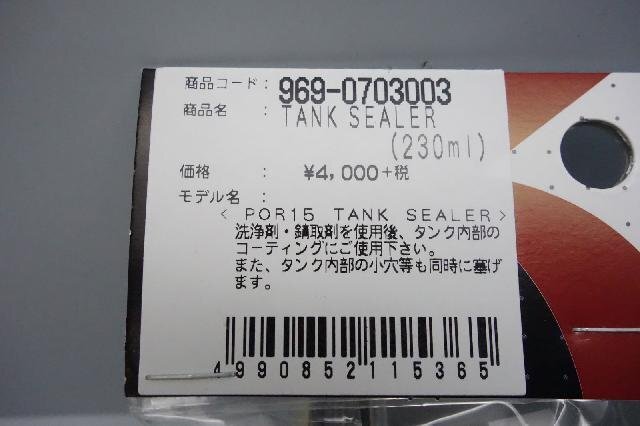 商品コード： 969-0703003
商品名 ： TANK SEALER
(230ml)
価格 ： ¥4,000+税
モデル名 ：
< POR15 TANK SEALER>
洗浄剤・錆取剤を使用後、タンク内部の
コーティングにご使用下さい。
また、タンク内部の小穴等も同時に塞げ
ます。
4990852115365